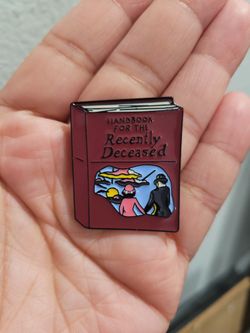 HANDBOOK
FOR THE
Recently
Deceased